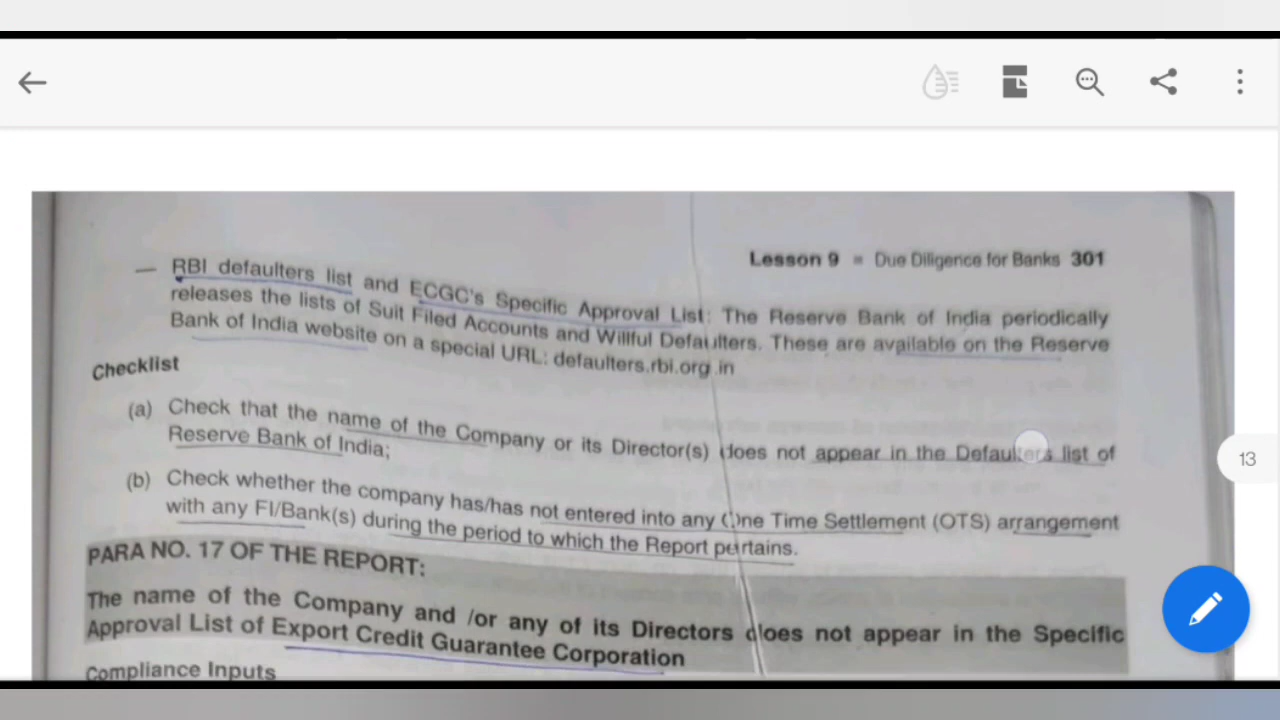 Lesson 9 = Due Diligence for Banks 301
— RBI defaulters list and ECGC's Specific Approval List: The Reserve Bank of India periodically
releases the lists of Suit Filed Accounts and Willful Defaulters. These are available on the Reserve
Bank of India website on a special URL: defaulters.rbi.org.in
Checklist
(a) Check that the name of the Company or its Director(s) does not appear in the Defaulters list of
Reserve Bank of India;
(b) Check whether the company has/has not entered into any One Time Settlement (OTS) arrangement
with any FI/Bank(s) during the period to which the Report pertains.
13
PARA NO. 17 OF THE REPORT:
The name of the Company and /or any of its Directors does not appear in the Specific
Approval List of Export Credit Guarantee Corporation
Compliance Inputs